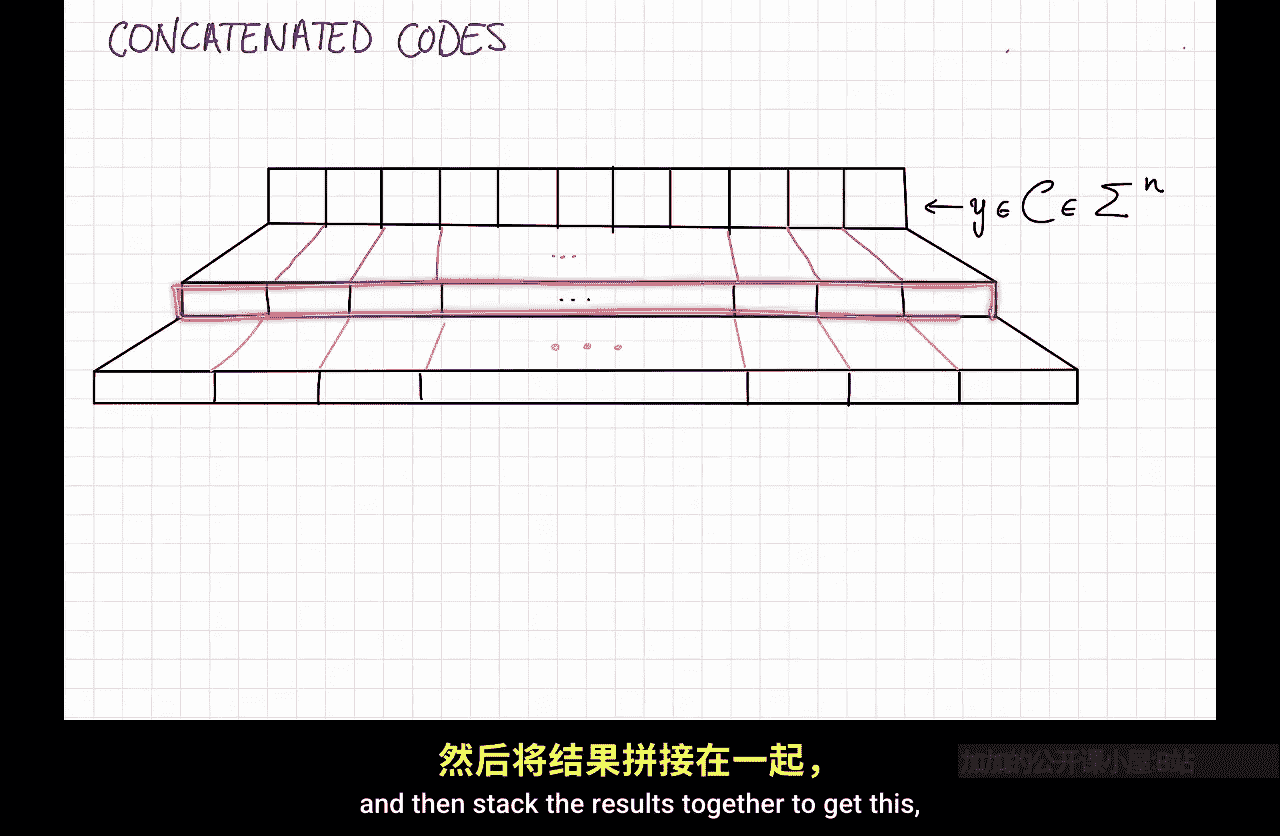 CONCATENATED CODES
← y ∈ C ∈ Σⁿ
...
...
...
然后将结果拼接在一起，
and then stack the results together to get this,